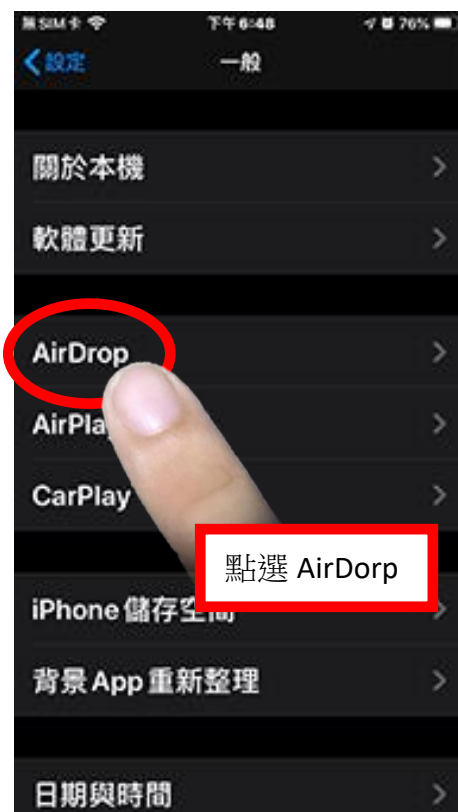 無SIM卡 下午6:48 76%
設定 一般
關於本機
軟體更新
AirDrop
AirPla
CarPlay
點選 AirDorp
iPhone 儲存空間
背景 App 重新整理
日期與時間